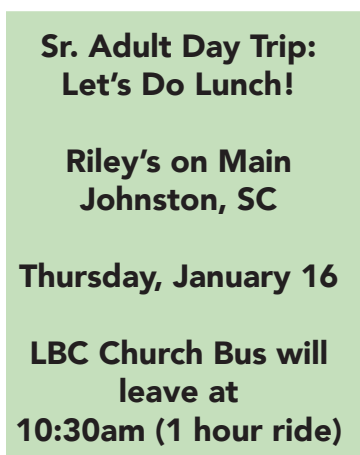 Sr. Adult Day Trip:
Let's Do Lunch!
Riley's on Main
Johnston, SC
Thursday, January 16
LBC Church Bus will
leave at
10:30am (1 hour ride)